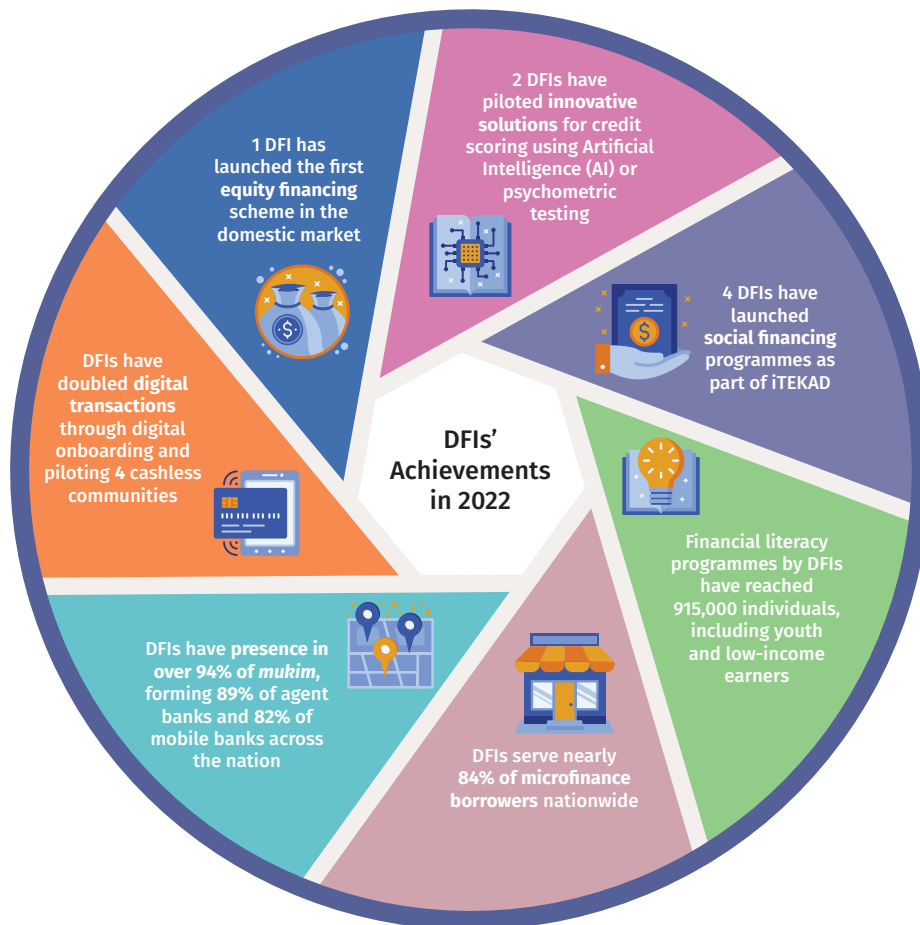 DFIs'
Achievements
in 2022
2 DFIs have
piloted innovative
solutions for credit
scoring using Artificial
Intelligence (AI) or
psychometric
testing
4 DFIs have
launched
social financing
programmes as
part of iTEKAD
Financial literacy
programmes by DFIs
have reached
915,000 individuals,
including youth
and low-income
earners
DFIs serve nearly
84% of microfinance
borrowers nationwide
DFIs have presence in
over 94% of mukim,
forming 89% of agent
banks and 82% of
mobile banks across
the nation
DFIs have
doubled digital
transactions
through digital
onboarding and
piloting 4 cashless
communities
1 DFI has
launched the first
equity financing
scheme in the
domestic market